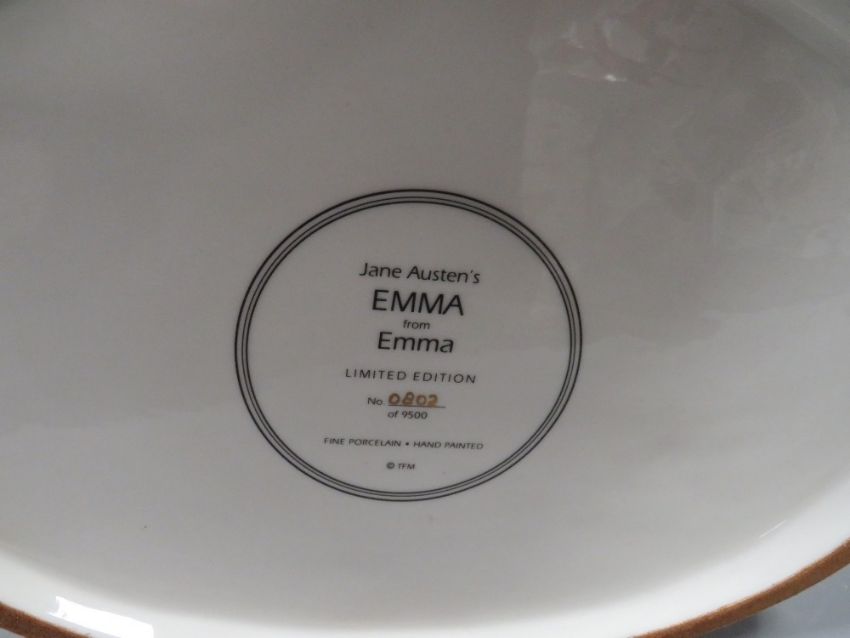 Jane Austen's
EMMA
from
Emma
LIMITED EDITION
No 0802
of 9500
FINE PORCELAIN • HAND PAINTED
© TFM